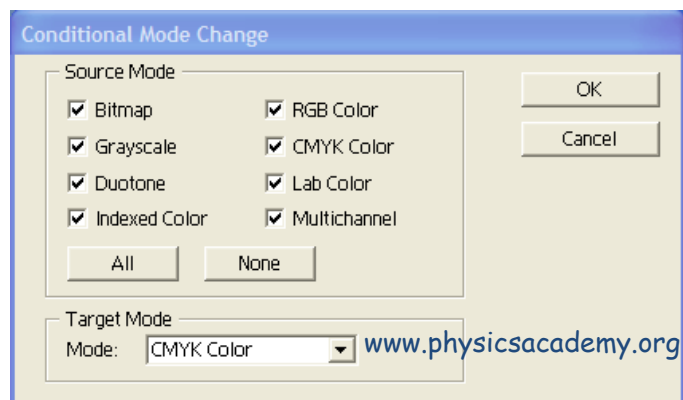 Conditional Mode Change
Source Mode
Bitmap
RGB Color
Grayscale
CMYK Color
Duotone
Lab Color
Indexed Color
Multichannel
All
None
OK
Cancel
Target Mode
Mode: CMYK Color
www.physicsacademy.org